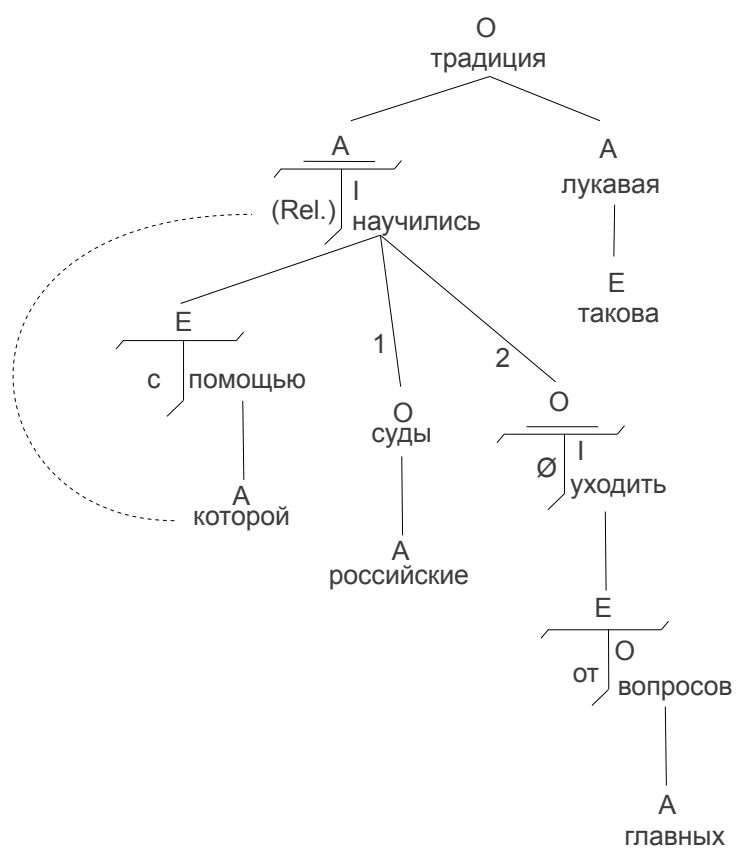 O
традиция
A
A
лукавая
(Rel.)
I
научились
E
такова
E
1
2
с
помощью
O
суды
O
Ø
I
уходить
A
которой
A
российские
E
от
O
вопросов
A
главных